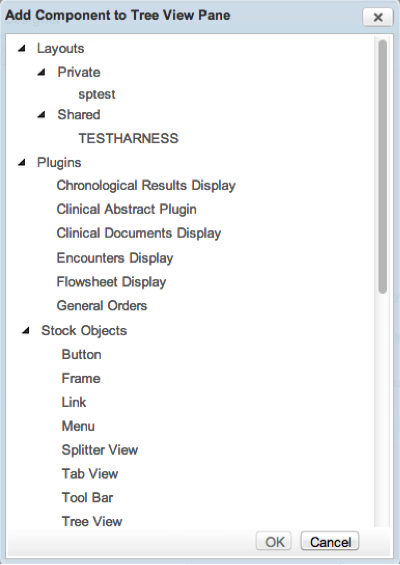 Add Component to Tree View Pane
Layouts
Private
sptest
Shared
TESTHARNESS
Plugins
Chronological Results Display
Clinical Abstract Plugin
Clinical Documents Display
Encounters Display
Flowsheet Display
General Orders
Stock Objects
Button
Frame
Link
Menu
Splitter View
Tab View
Tool Bar
Tree View
OK Cancel